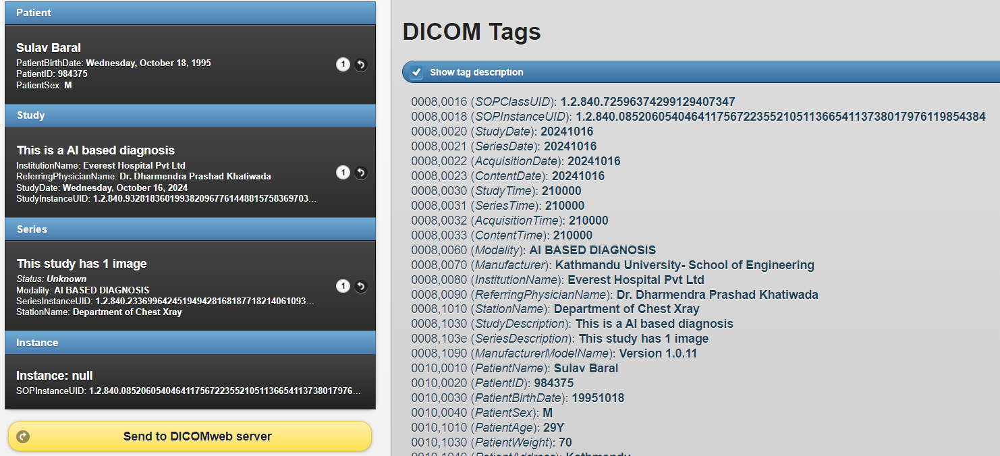 Patient
Sulav Baral
PatientBirthDate: Wednesday, October 18, 1995
PatientID: 984375
PatientSex: M
1
Study
This is a AI based diagnosis
InstitutionName: Everest Hospital Pvt Ltd
ReferringPhysicianName: Dr. Dharmendra Prashad Khatiwada
StudyDate: Wednesday, October 16, 2024
StudyInstanceUID: 1.2.840.93281836019938209677614488157583697​03...
1
Series
This study has 1 image
Status: Unknown
Modality: AI BASED DIAGNOSIS
SeriesInstanceUID: 1.2.840.2336996424519494281681877182140610​93...
StationName: Department of Chest Xray
1
Instance
Instance: null
SOPInstanceUID: 1.2.840.08520605404641175672235521051136654113738017976...
Send to DICOMweb server
DICOM Tags
Show tag description
0008,0016 (SOPClassUID): 1.2.840.72596374299129407347
0008,0018 (SOPInstanceUID): 1.2.840.08520605404641175672235521051136654113738017976119854384
0008,0020 (StudyDate): 20241016
0008,0021 (SeriesDate): 20241016
0008,0022 (AcquisitionDate): 20241016
0008,0023 (ContentDate): 20241016
0008,0030 (StudyTime): 210000
0008,0031 (SeriesTime): 210000
0008,0032 (AcquisitionTime): 210000
0008,0033 (ContentTime): 210000
0008,0060 (Modality): AI BASED DIAGNOSIS
0008,0070 (Manufacturer): Kathmandu University- School of Engineering
0008,0080 (InstitutionName): Everest Hospital Pvt Ltd
0008,0090 (ReferringPhysicianName): Dr. Dharmendra Prashad Khatiwada
0008,1010 (StationName): Department of Chest Xray
0008,1030 (StudyDescription): This is a AI based diagnosis
0008,103e (SeriesDescription): This study has 1 image
0008,1090 (ManufacturerModelName): Version 1.0.11
0010,0010 (PatientName): Sulav Baral
0010,0020 (PatientID): 984375
0010,0030 (PatientBirthDate): 19951018
0010,0040 (PatientSex): M
0010,1010 (PatientAge): 29Y
0010,1030 (PatientWeight): 70
0010,1040 (PatientAddress): Kathmandu